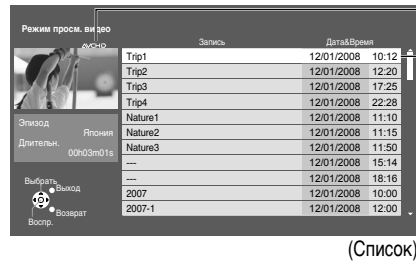 Режим просм. видео
AVCHD
Запись Дата&Время
Trip1 12/01/2008 10:12
Trip2 12/01/2008 12:20
Trip3 12/01/2008 17:25
Trip4 12/01/2008 22:28
Nature1 12/01/2008 11:10
Nature2 12/01/2008 11:15
Nature3 12/01/2008 11:50
--- 12/01/2008 15:14
--- 12/01/2008 18:16
2007 12/01/2008 10:00
2007-1 12/01/2008 12:00
Эпизод
Япония
Длительн.
00h03m01s
Выбрать
Выход
Возврат
Воспр.
(Список)